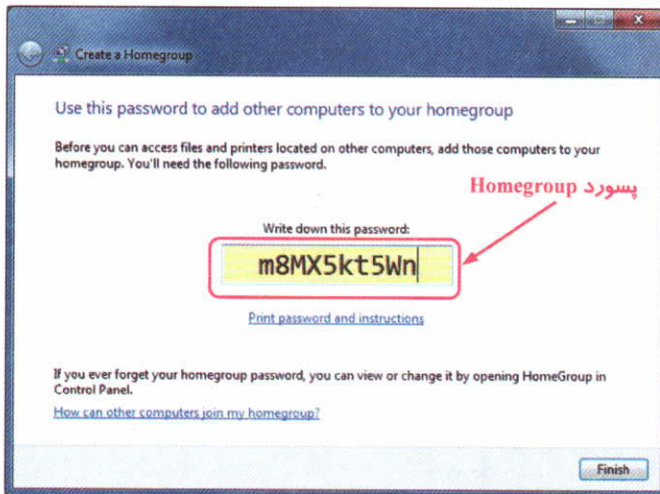 Create a Homegroup
Use this password to add other computers to your homegroup
Before you can access files and printers located on other computers, add those computers to your
homegroup. You'll need the following password.
پسورد Homegroup
Write down this password:
m8MX5kt5Wn
Print password and instructions
If you ever forget your homegroup password, you can view or change it by opening HomeGroup in
Control Panel.
How can other computers join my homegroup?
Finish